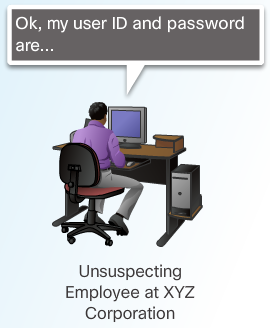 Ok, my user ID and password
are...
Unsuspecting
Employee at XYZ
Corporation